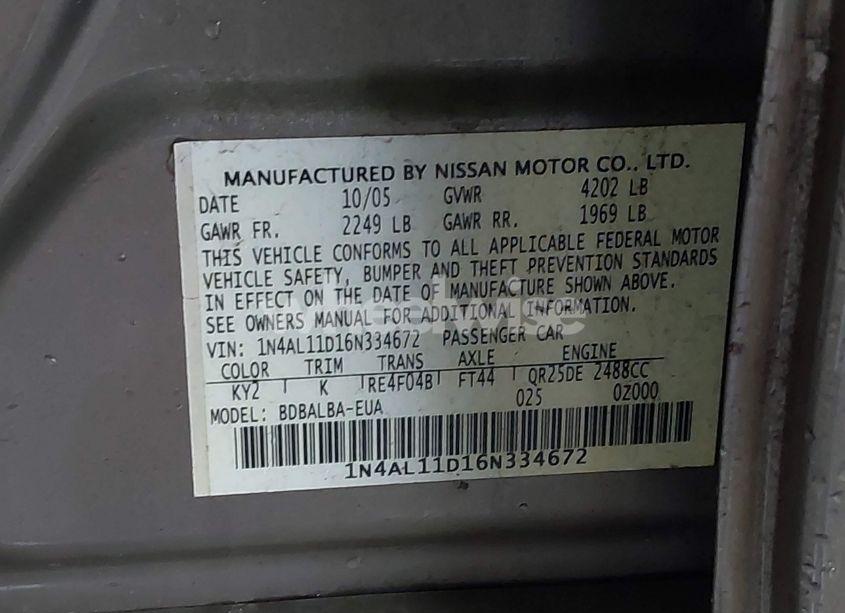 MANUFACTURED BY NISSAN MOTOR CO., LTD.
DATE 10/05 GVWR 4202 LB
GAWR FR. 2249 LB GAWR RR. 1969 LB
THIS VEHICLE CONFORMS TO ALL APPLICABLE FEDERAL MOTOR
VEHICLE SAFETY, BUMPER AND THEFT PREVENTION STANDARDS
IN EFFECT ON THE DATE OF MANUFACTURE SHOWN ABOVE.
SEE OWNERS MANUAL FOR ADDITIONAL INFORMATION.
VIN: 1N4AL11D16N334672 PASSENGER CAR
COLOR TRIM TRANS AXLE ENGINE
KY2 K RE4F04B FT44 QR25DE 2488CC
MODEL: BDBALBA-EUA 025 0Z000
1N4AL11D16N334672